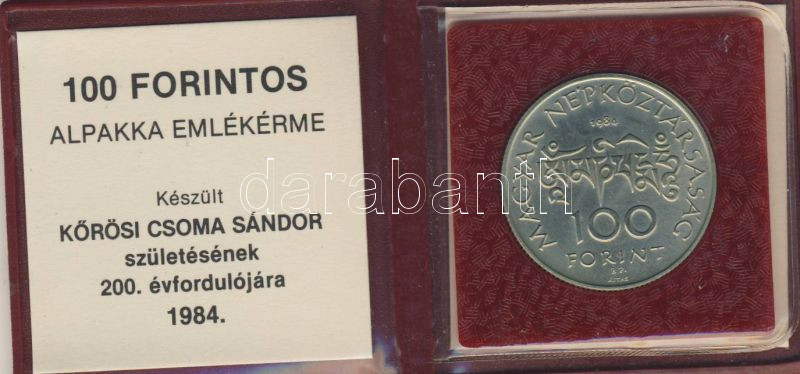 100 FORINTOS
ALPAKKA EMLÉKÉRME
Készült
KŐRÖSI CSOMA SÁNDOR
születésének
200. évfordulójára
1984.
MAGYAR NÉPKÖZTÁRSASÁG
1984
100
FORINT
B.P.
darabanth